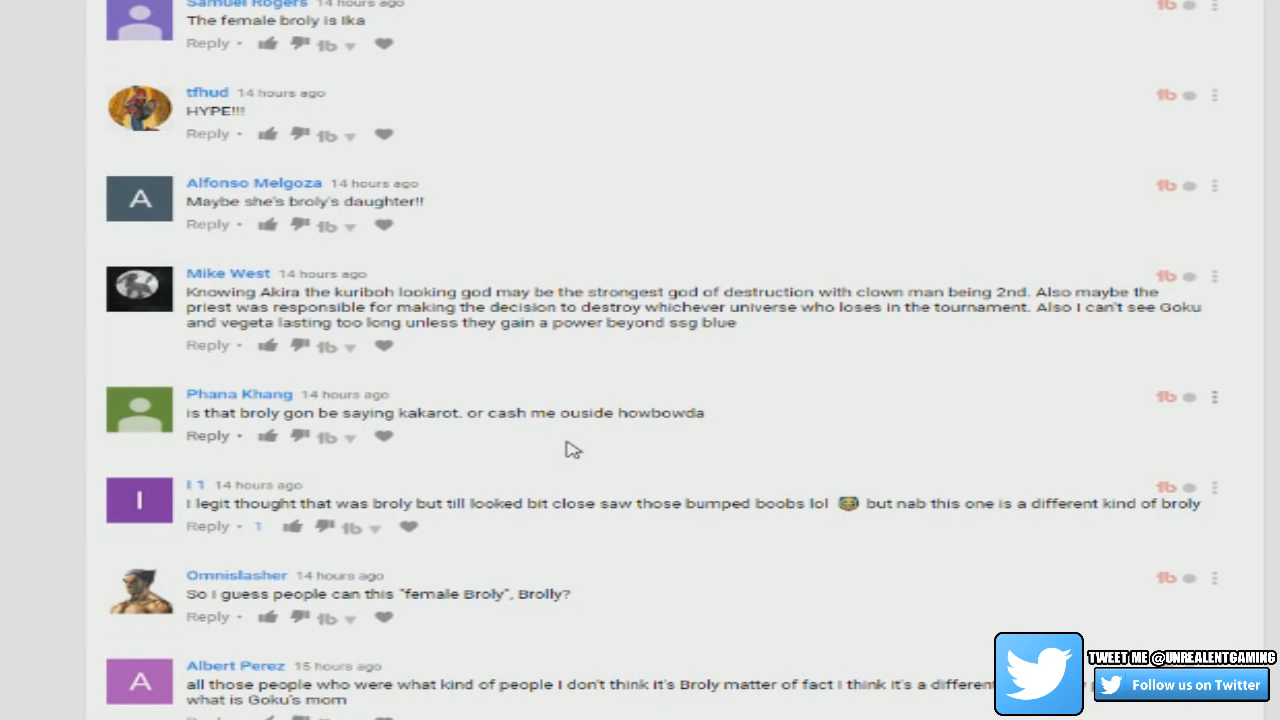 Samuel Rogers 14 hours ago
The female broly is Ika
Reply •
tfhud 14 hours ago
HYPE!!!
Reply •
A
Alfonso Melgoza 14 hours ago
Maybe she's broly's daughter!!
Reply •
Mike West 14 hours ago
Knowing Akira the kuriboh looking god may be the strongest god of destruction with clown man being 2nd. Also maybe the
priest was responsible for making the decision to destroy whichever universe who loses in the tournament. Also I can't see Goku
and vegeta lasting too long unless they gain a power beyond ssg blue
Reply •
Phana Khang 14 hours ago
is that broly gon be saying kakarot. or cash me ouside howbowda
Reply •
I
I 1 14 hours ago
I legit thought that was broly but till looked bit close saw those bumped boobs lol 😂 but nab this one is a different kind of broly
Reply • 1
Omnislasher 14 hours ago
So I guess people can this "female Broly", Brolly?
Reply •
A
Albert Perez 15 hours ago
all those people who were what kind of people I don't think it's Broly matter of fact I think it's a different
what is Goku's mom
TWEET ME @UNREALENTGAMING
Follow us on Twitter